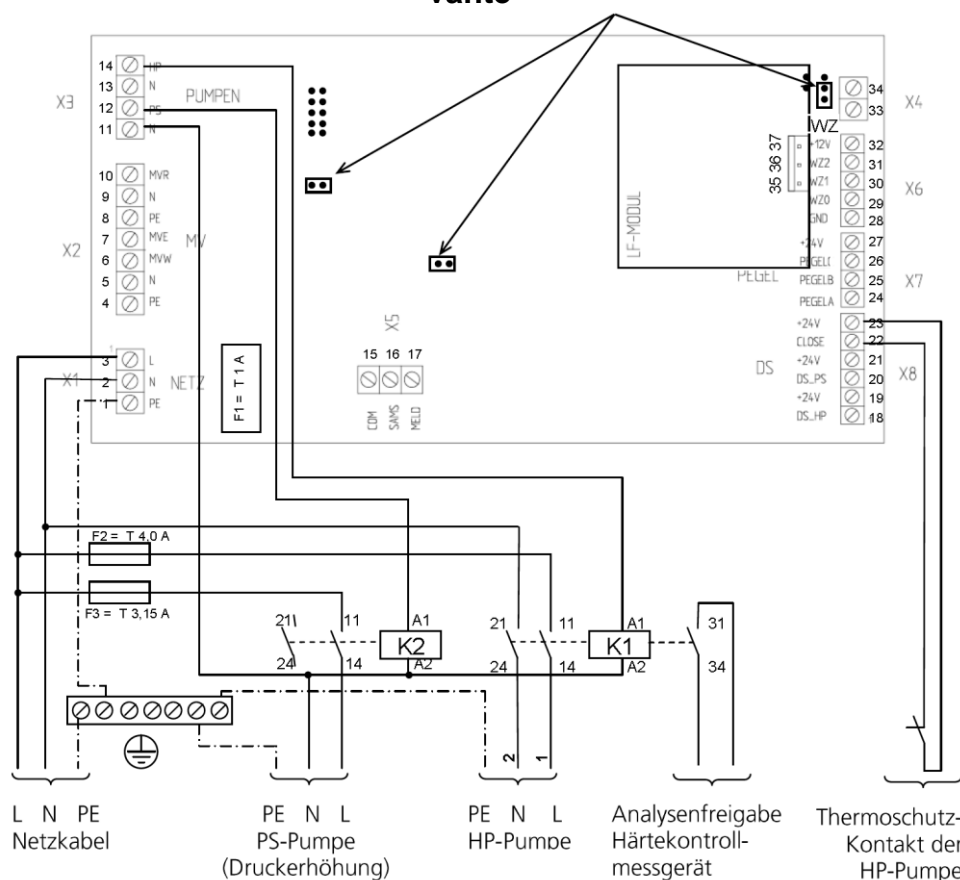 14 HP
13 N
12 PS
11 N
X3
PUMPEN
10 MVR
9 N
8 PE
7 MVE
6 MVW
5 N
4 PE
X2
MV
3 L
2 N
1 PE
X1
NETZ
F1 = T 1 A
X5
15 16 17
COM SAMS MELD
LF-MODUL
34
33
X4
WZ
35 36 37
+12V 32
WZ2 31
WZ1 30
WZ0 29
GND 28
X6
+24V 27
26
PEGELB 25
PEGELA 24
PEGEL
X7
+24V 23
CLOSE 22
+24V 21
DS_PS 20
+24V 19
DS_HP 18
DS
X8
F2 = T 4,0 A
F3 = T 3,15 A
21 11 A1
K2
24 14 A2
21 11 A1
K1
24 14 A2
31
34
2 1
L N PE
Netzkabel
PE N L
PS-Pumpe
(Druckerhöhung)
PE N L
HP-Pumpe
Analysenfreigabe
Härtekontroll-
messgerät
Thermoschutz-
Kontakt der
HP-Pumpe